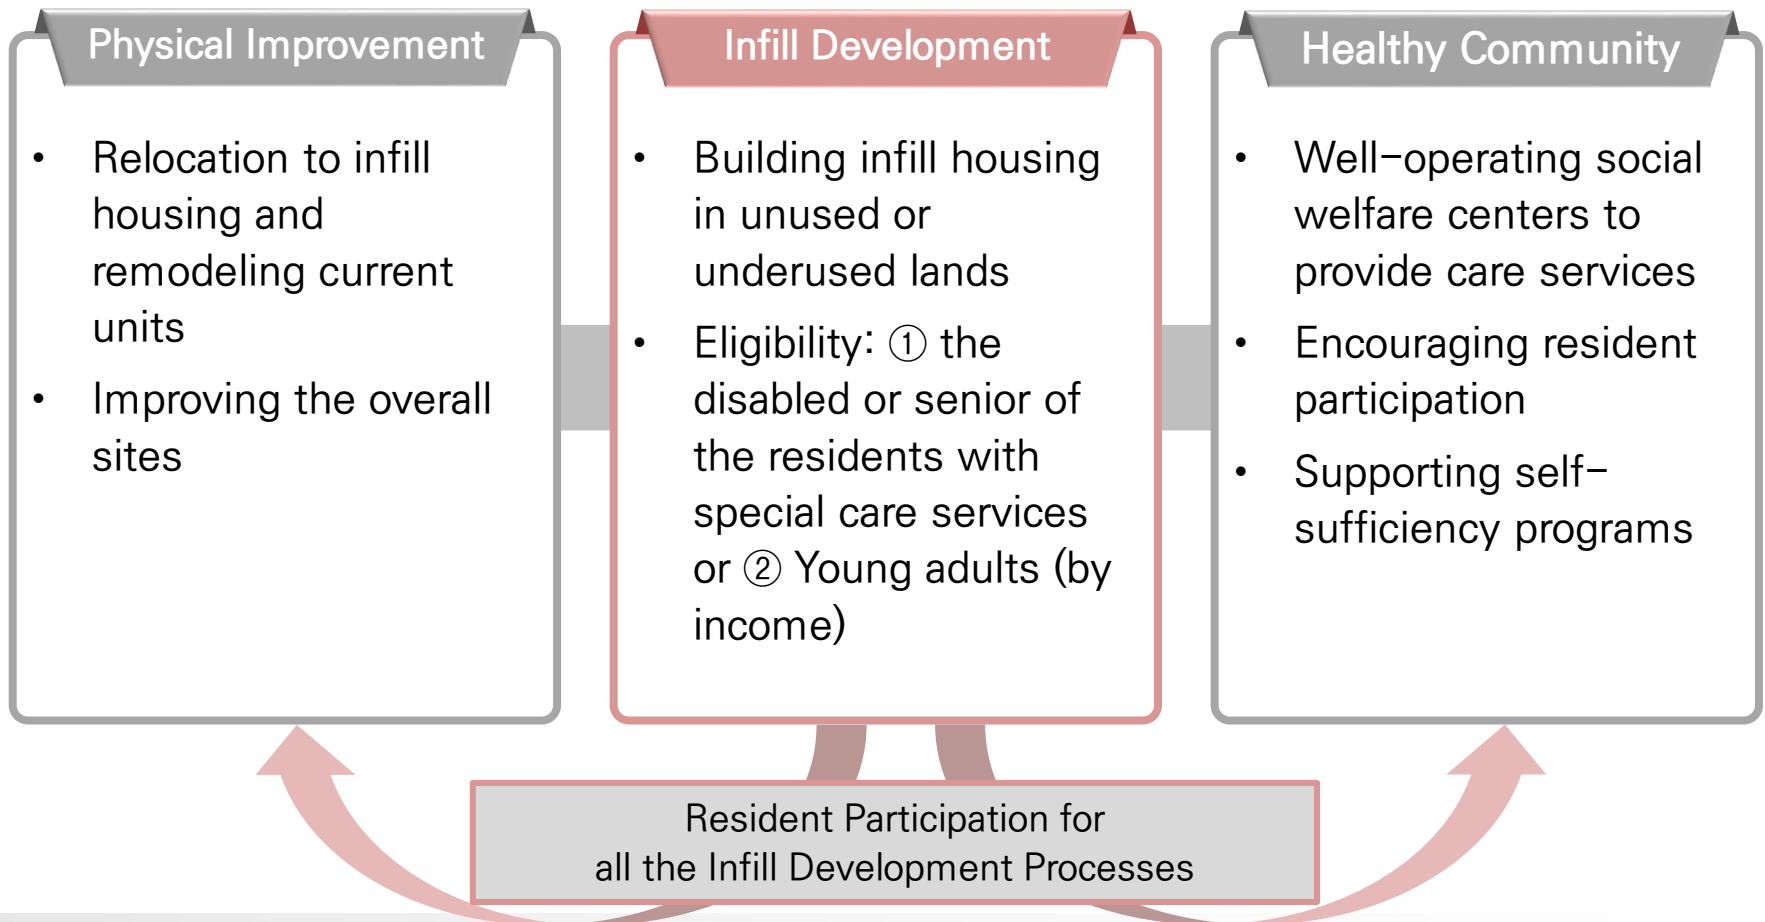 Physical Improvement
• Relocation to infill
housing and
remodeling current
units
• Improving the overall
sites
Infill Development
• Building infill housing
in unused or
underused lands
• Eligibility: ① the
disabled or senior of
the residents with
special care services
or ② Young adults (by
income)
Healthy Community
• Well-operating social
welfare centers to
provide care services
• Encouraging resident
participation
• Supporting self-
sufficiency programs
Resident Participation for
all the Infill Development Processes